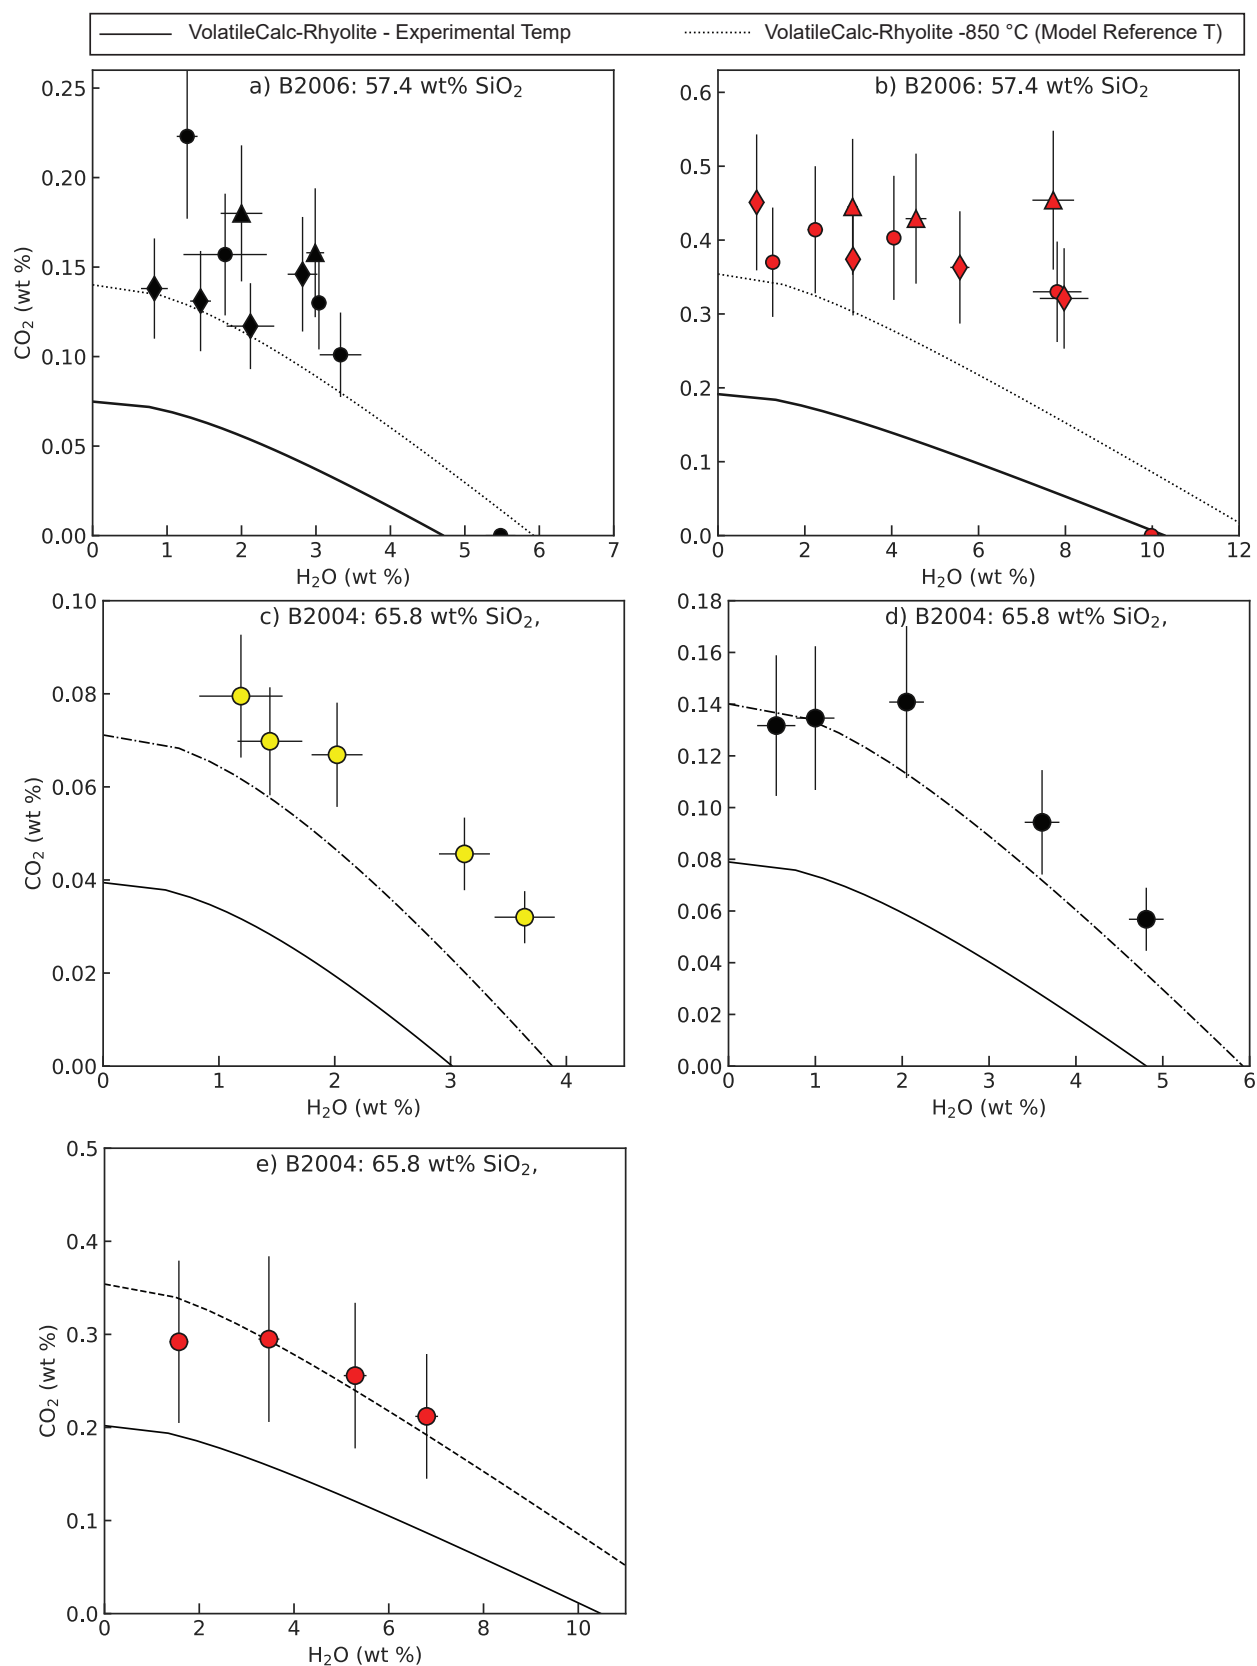 VolatileCalc-Rhyolite - Experimental Temp
VolatileCalc-Rhyolite -850 °C (Model Reference T)
a) B2006: 57.4 wt% SiO₂
0.25
0.20
0.15
0.10
0.05
0.00
CO₂ (wt %)
0 1 2 3 4 5 6 7
H₂O (wt %)
b) B2006: 57.4 wt% SiO₂
0.6
0.5
0.4
0.3
0.2
0.1
0.0
0 2 4 6 8 10 12
H₂O (wt %)
c) B2004: 65.8 wt% SiO₂,
0.10
0.08
0.06
0.04
0.02
0.00
CO₂ (wt %)
0 1 2 3 4
H₂O (wt %)
d) B2004: 65.8 wt% SiO₂,
0.18
0.16
0.14
0.12
0.10
0.08
0.06
0.04
0.02
0.00
0 1 2 3 4 5 6
H₂O (wt %)
e) B2004: 65.8 wt% SiO₂,
0.5
0.4
0.3
0.2
0.1
0.0
CO₂ (wt %)
0 2 4 6 8 10
H₂O (wt %)